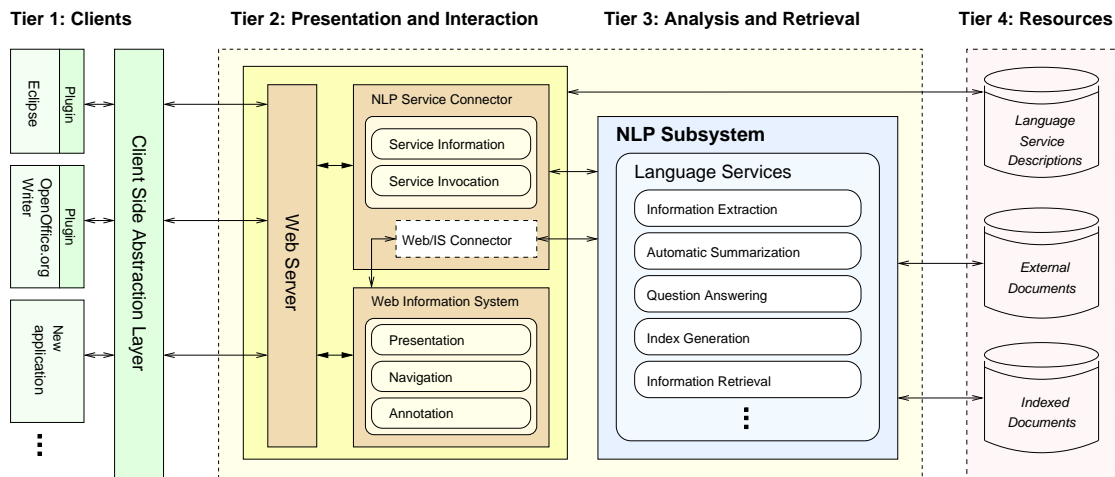 Tier 1: Clients
Tier 2: Presentation and Interaction
Tier 3: Analysis and Retrieval
Tier 4: Resources
Eclipse
Plugin
OpenOffice.org
Writer
Plugin
New
application
...
Client Side Abstraction Layer
Web Server
NLP Service Connector
Service Information
Service Invocation
Web/IS Connector
Web Information System
Presentation
Navigation
Annotation
NLP Subsystem
Language Services
Information Extraction
Automatic Summarization
Question Answering
Index Generation
Information Retrieval
...
Language
Service
Descriptions
External
Documents
Indexed
Documents